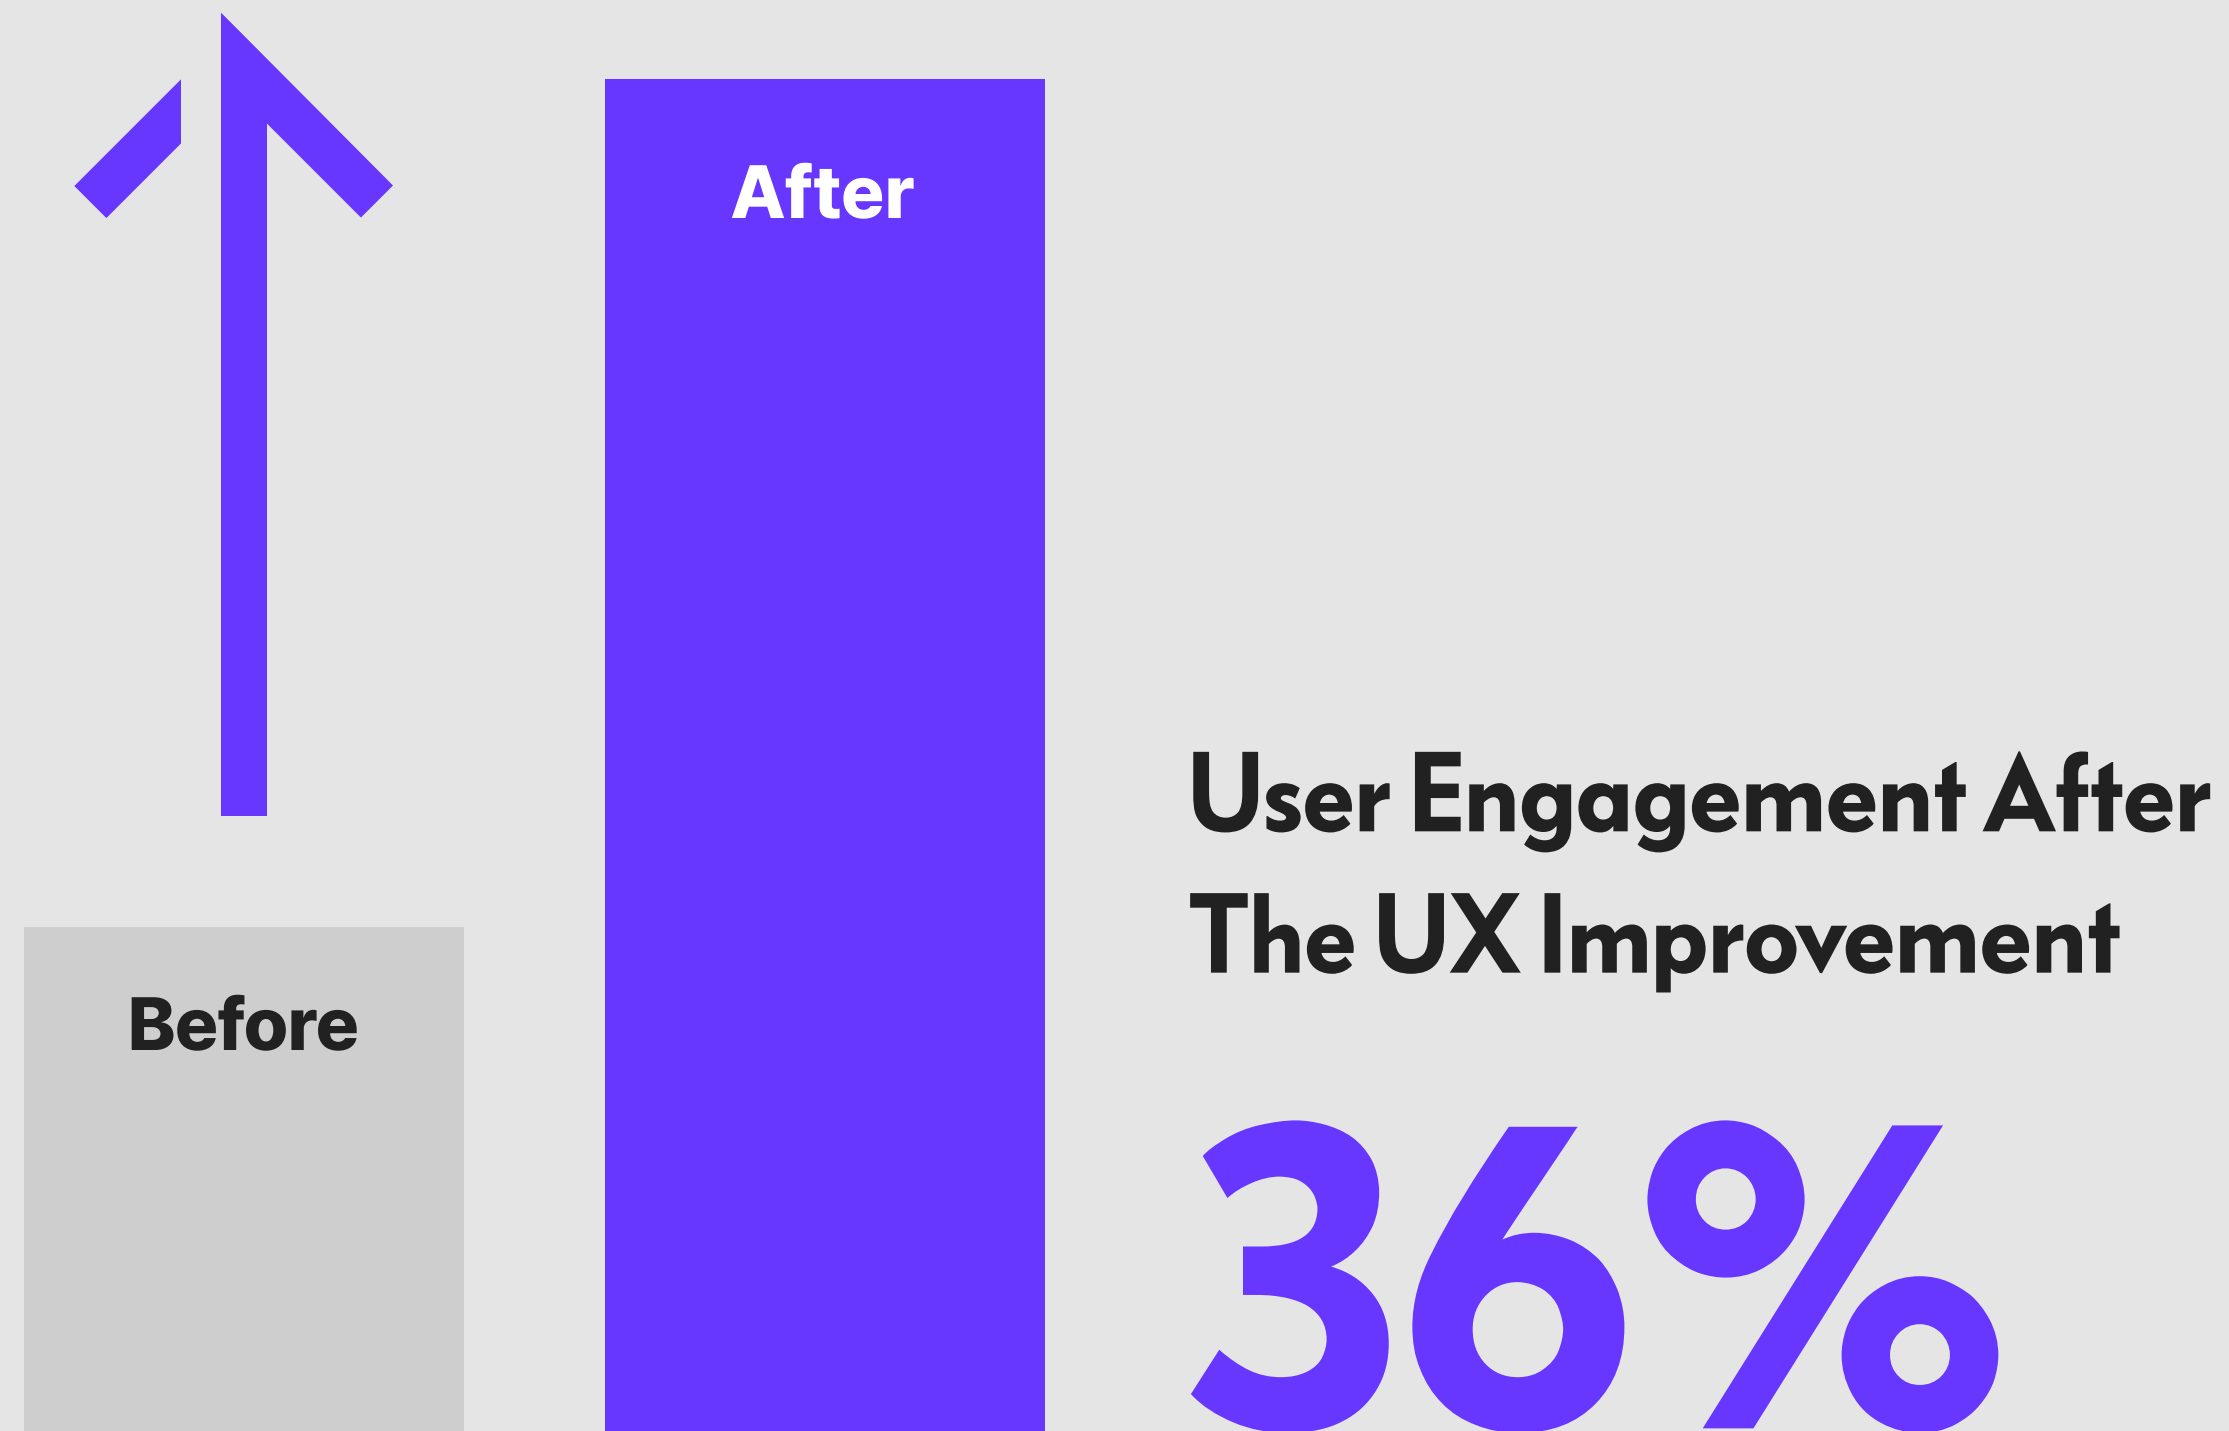 After
Before
User Engagement After
The UX Improvement
36%